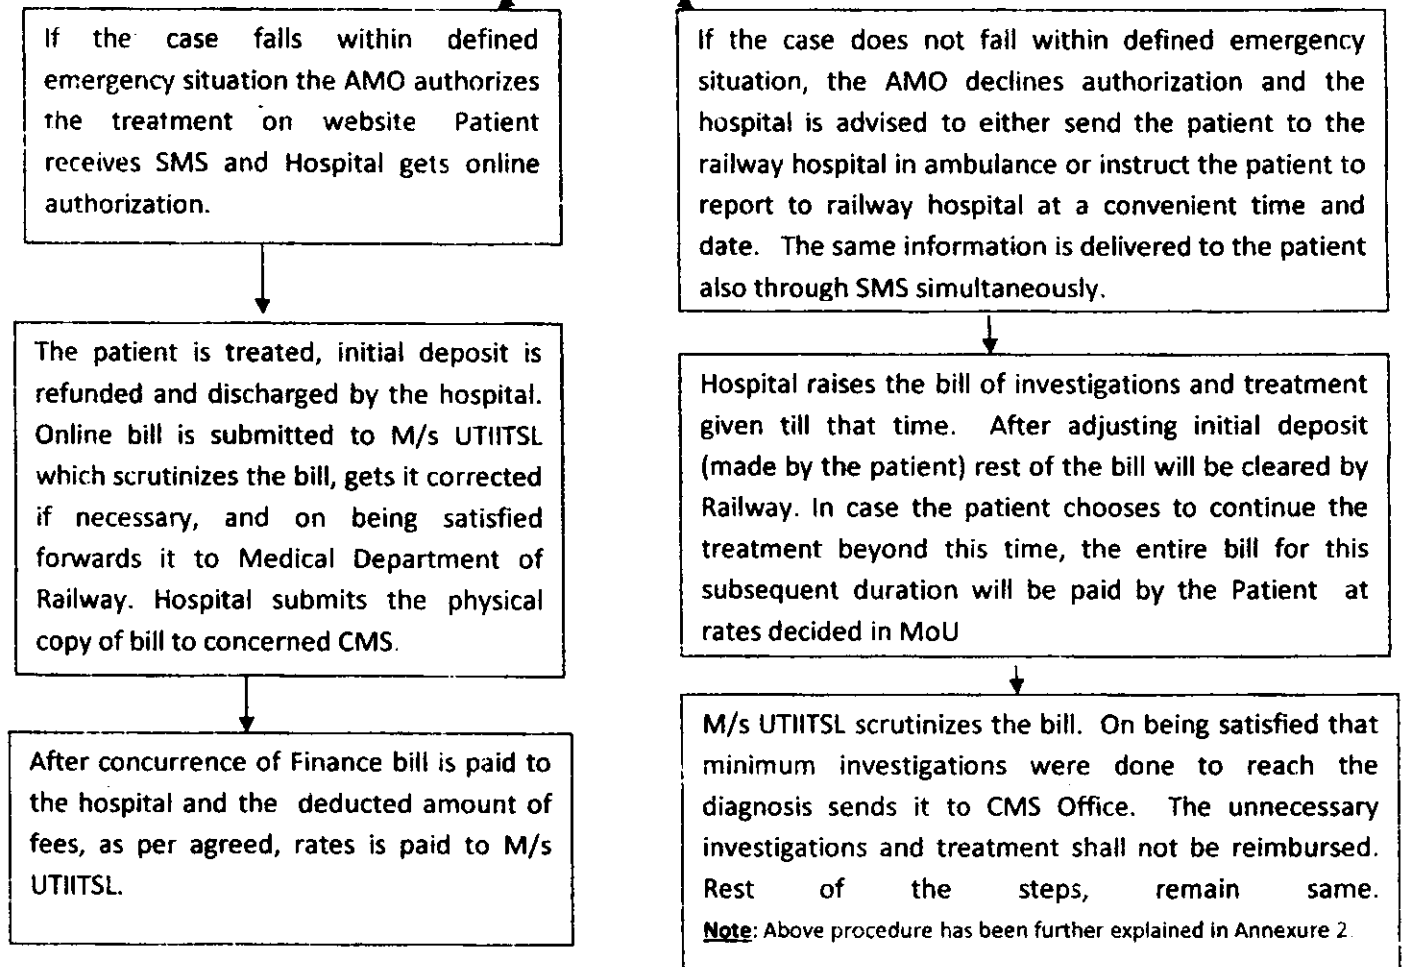 If the case falls within defined
emergency situation the AMO authorizes
the treatment on website Patient
receives SMS and Hospital gets online
authorization.
The patient is treated, initial deposit is
refunded and discharged by the hospital.
Online bill is submitted to M/s UTIITSL
which scrutinizes the bill, gets it corrected
if necessary, and on being satisfied
forwards it to Medical Department of
Railway. Hospital submits the physical
copy of bill to concerned CMS.
After concurrence of Finance bill is paid to
the hospital and the deducted amount of
fees, as per agreed, rates is paid to M/s
UTIITSL.
If the case does not fall within defined emergency
situation, the AMO declines authorization and the
hospital is advised to either send the patient to the
railway hospital in ambulance or instruct the patient to
report to railway hospital at a convenient time and
date. The same information is delivered to the patient
also through SMS simultaneously.
Hospital raises the bill of investigations and treatment
given till that time. After adjusting initial deposit
(made by the patient) rest of the bill will be cleared by
Railway. In case the patient chooses to continue the
treatment beyond this time, the entire bill for this
subsequent duration will be paid by the Patient at
rates decided in MoU
M/s UTIITSL scrutinizes the bill. On being satisfied that
minimum investigations were done to reach the
diagnosis sends it to CMS Office. The unnecessary
investigations and treatment shall not be reimbursed.
Rest of the steps, remain same.
Note: Above procedure has been further explained in Annexure 2.